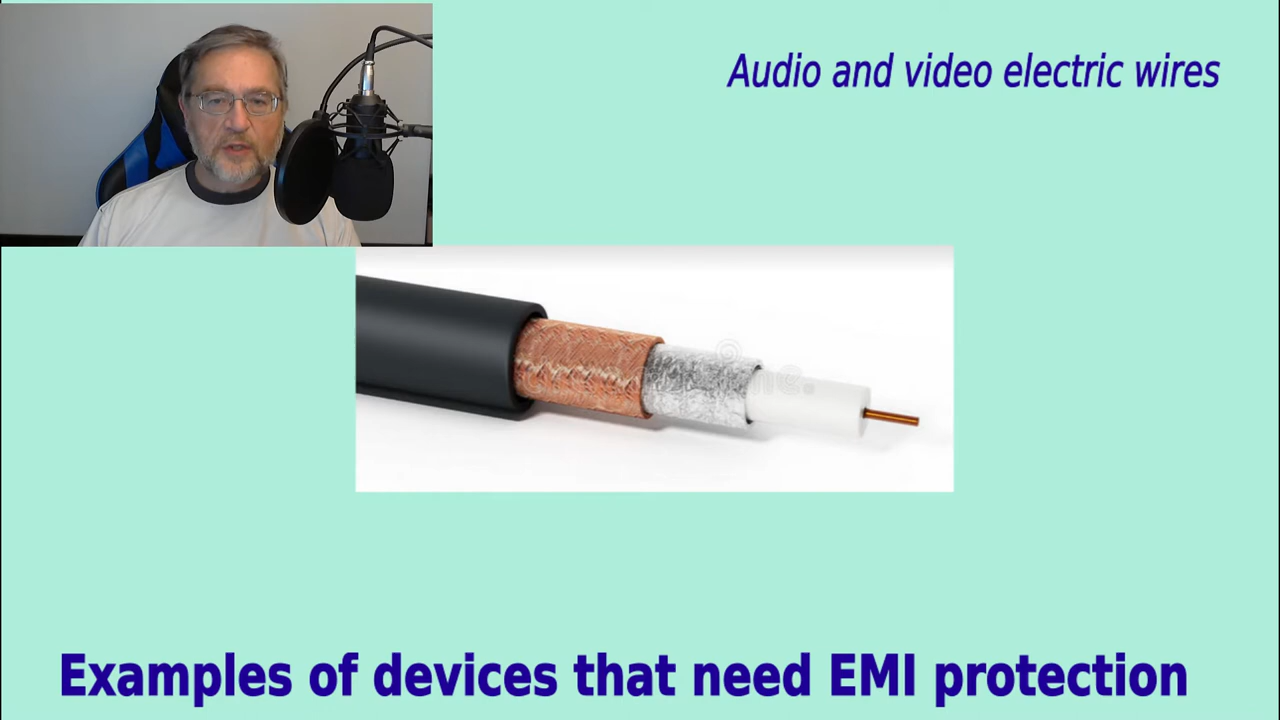 Audio and video electric wires
Examples of devices that need EMI protection